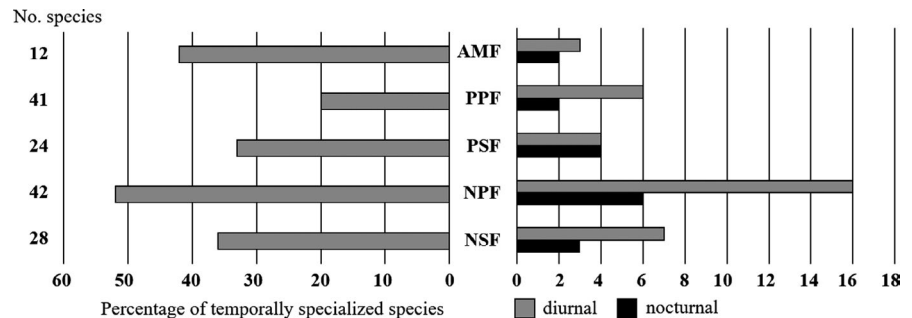 No. species
12 AMF
41 PPF
24 PSF
42 NPF
28 NSF
60 50 40 30 20 10 0 0 2 4 6 8 10 12 14 16 18
Percentage of temporally specialized species diurnal nocturnal